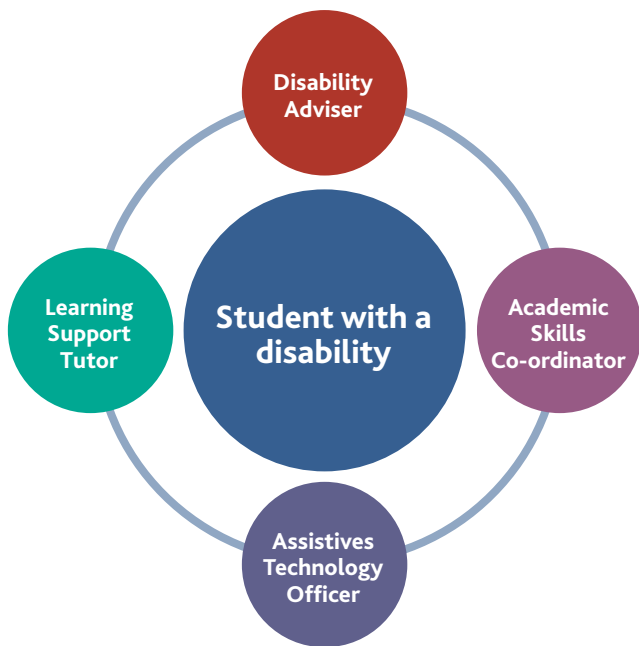 Disability
Adviser
Learning
Support
Tutor
Student with a
disability
Academic
Skills
Co-ordinator
Assistives
Technology
Officer